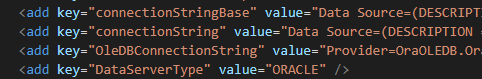 <add key="connectionStringBase" value="Data Source=(DESCRIPTI
<add key="connectionString" value="Data Source=(DESCRIPTION =
<add key="OleDBConnectionString" value="Provider=OraOLEDB.Ora
<add key="DataServerType" value="ORACLE" />